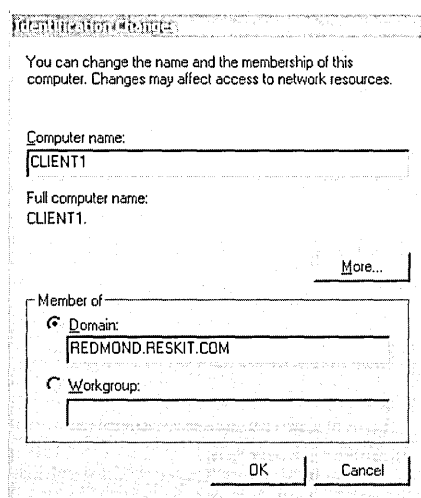 Identification Changes
You can change the name and the membership of this
computer. Changes may affect access to network resources.
Computer name:
CLIENT1
Full computer name:
CLIENT1.
More...
Member of
Domain:
REDMOND.RESKIT.COM
Workgroup:
OK
Cancel